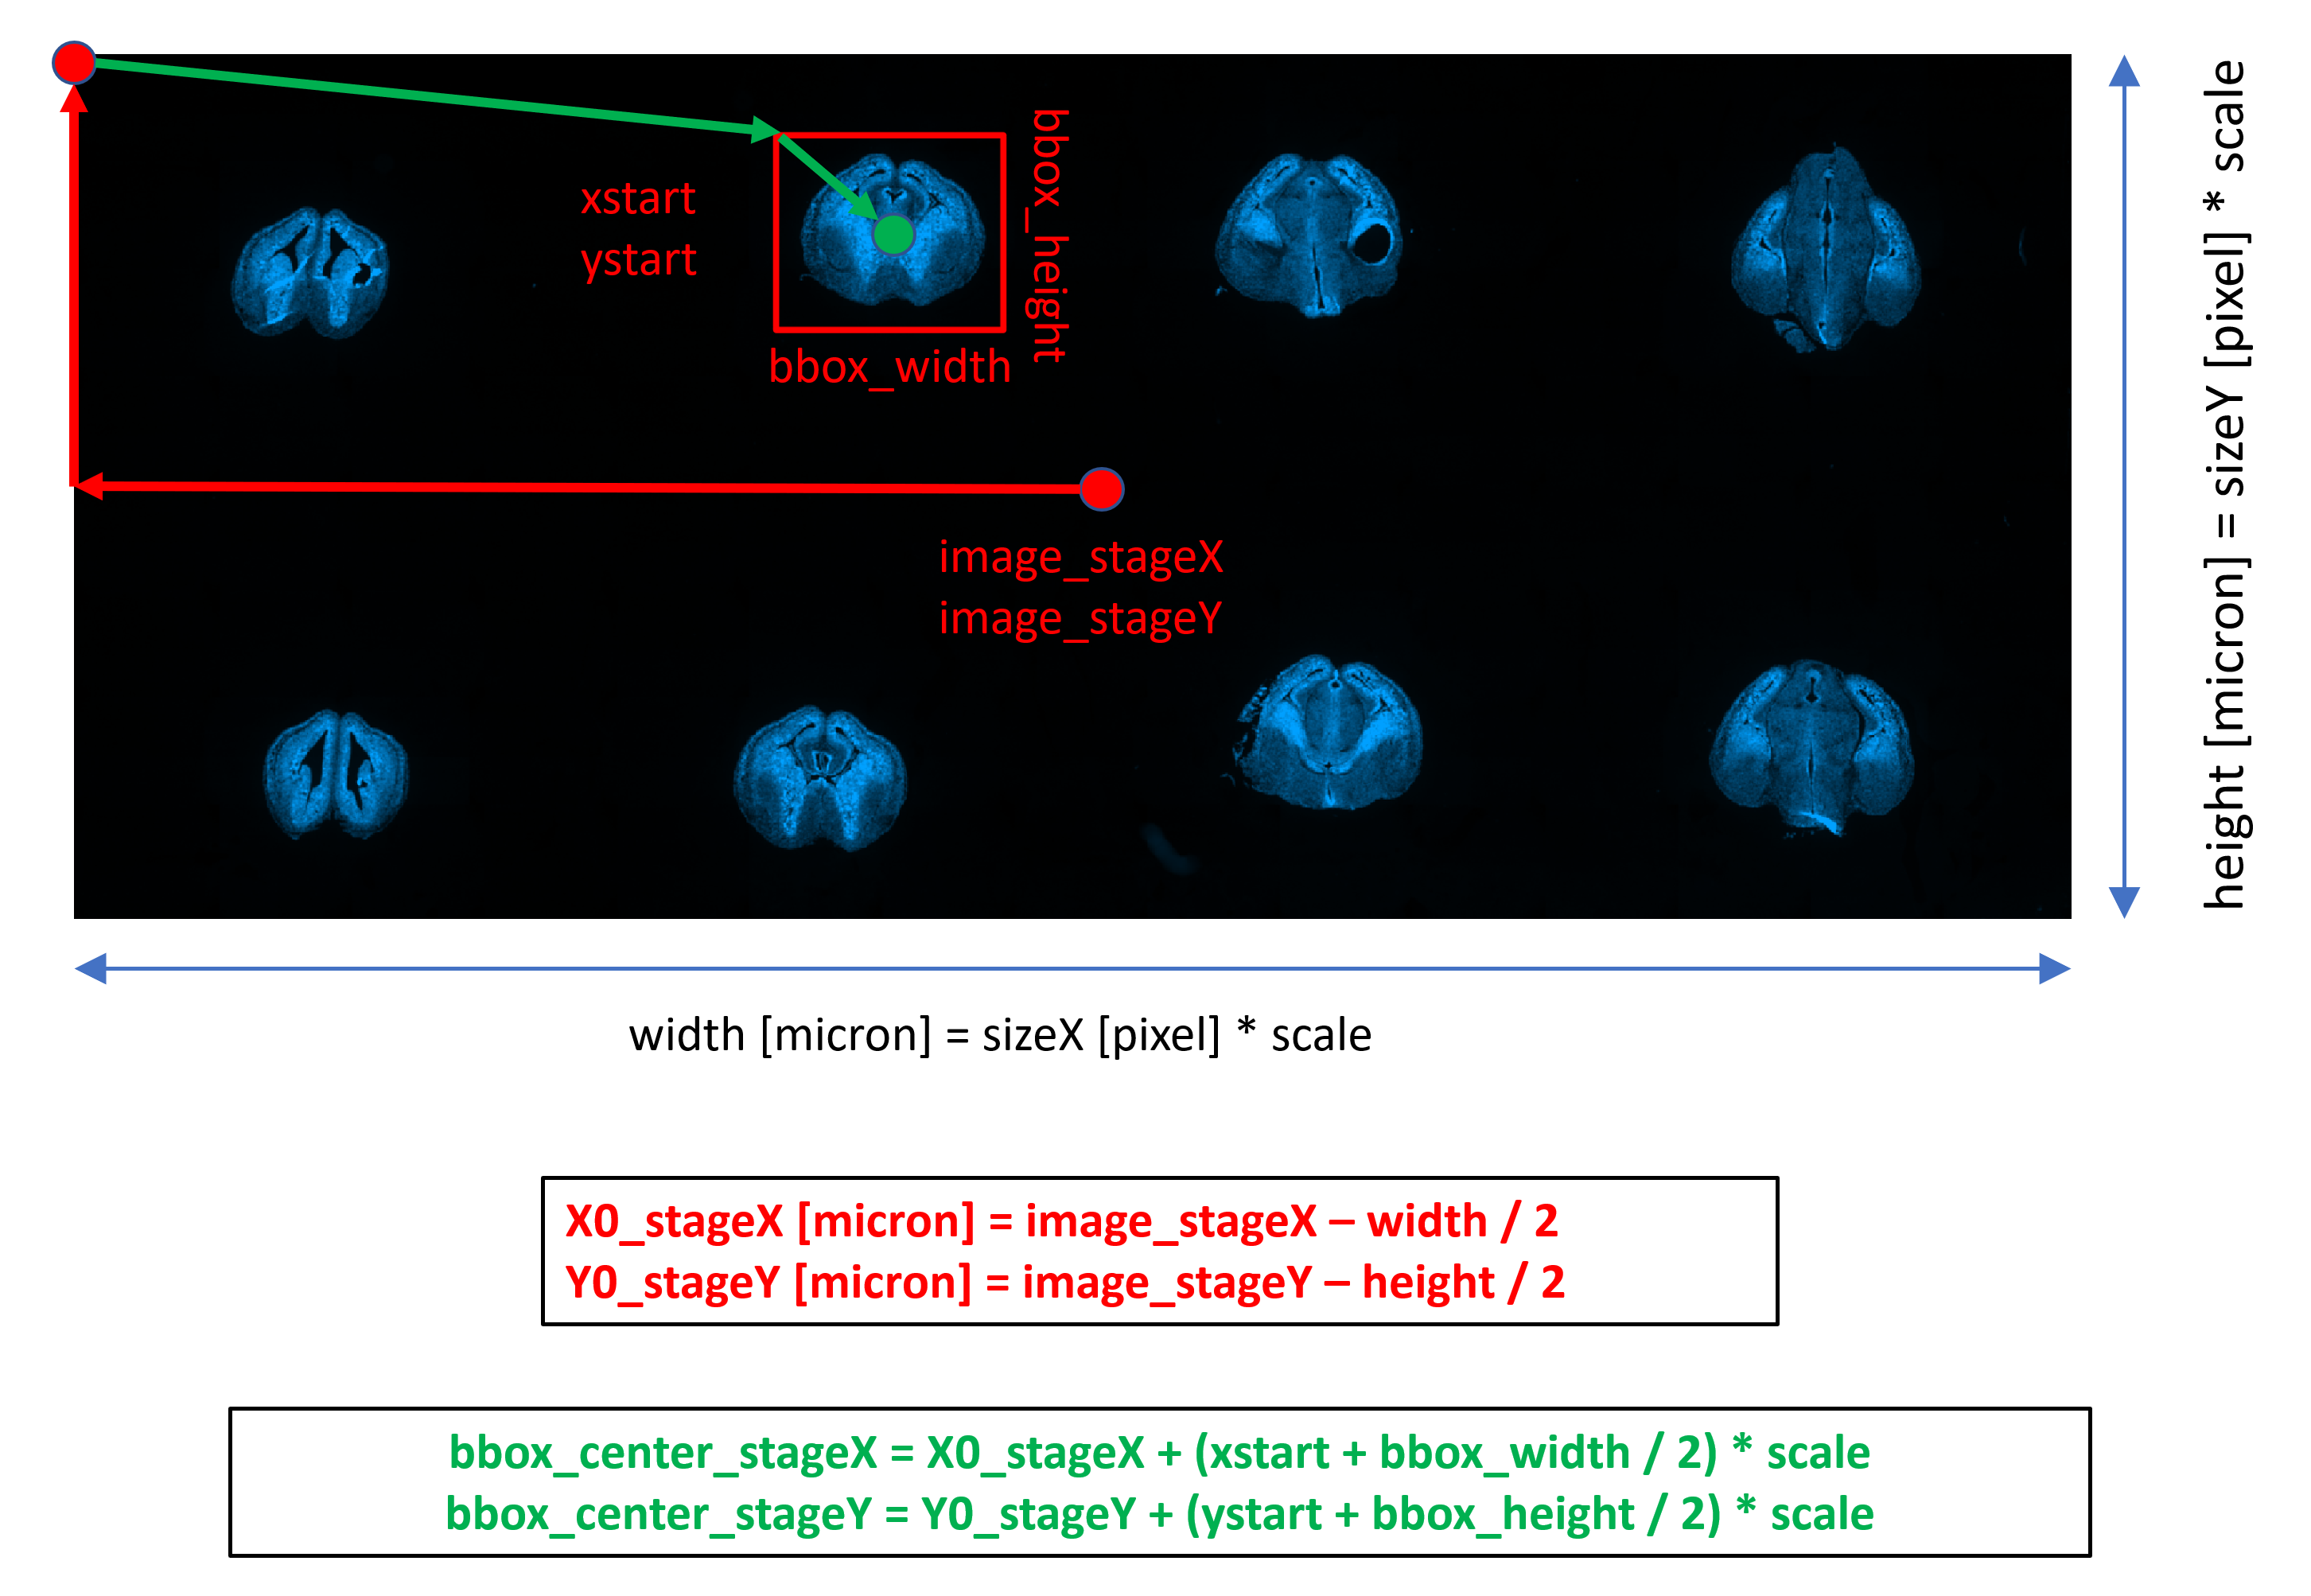 xstart
ystart
bbox_height
bbox_width
image_stageX
image_stageY
height [micron] = sizeY [pixel] * scale
width [micron] = sizeX [pixel] * scale
X0_stageX [micron] = image_stageX – width / 2
Y0_stageY [micron] = image_stageY – height / 2
bbox_center_stageX = X0_stageX + (xstart + bbox_width / 2) * scale
bbox_center_stageY = Y0_stageY + (ystart + bbox_height / 2) * scale